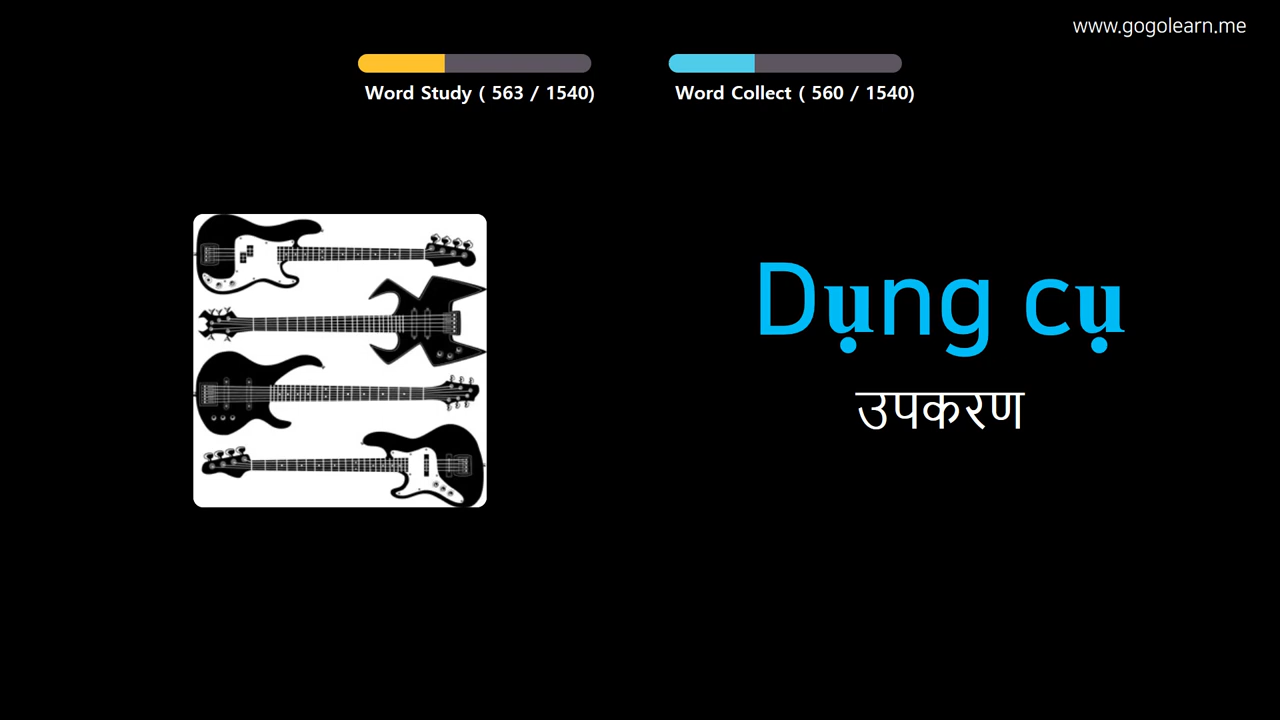 www.gogolearn.me
Word Study ( 563 / 1540)
Word Collect ( 560 / 1540)
Dụng cụ
उपकरण